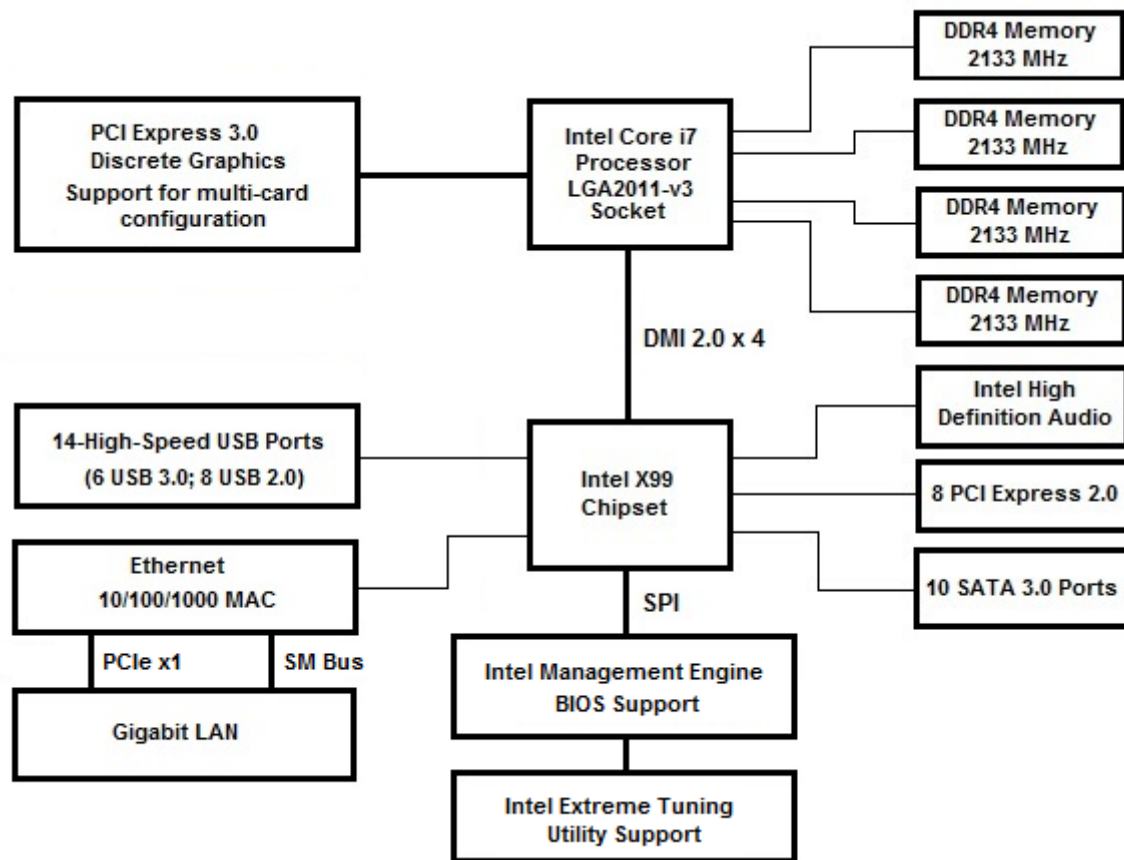 DDR4 Memory
2133 MHz
PCI Express 3.0
Discrete Graphics
Support for multi-card
configuration
Intel Core i7
Processor
LGA2011-v3
Socket
DDR4 Memory
2133 MHz
DDR4 Memory
2133 MHz
DDR4 Memory
2133 MHz
DMI 2.0 x 4
14-High-Speed USB Ports
(6 USB 3.0; 8 USB 2.0)
Intel X99
Chipset
Intel High
Definition Audio
8 PCI Express 2.0
10 SATA 3.0 Ports
Ethernet
10/100/1000 MAC
SPI
PCIe x1
SM Bus
Gigabit LAN
Intel Management Engine
BIOS Support
Intel Extreme Tuning
Utility Support